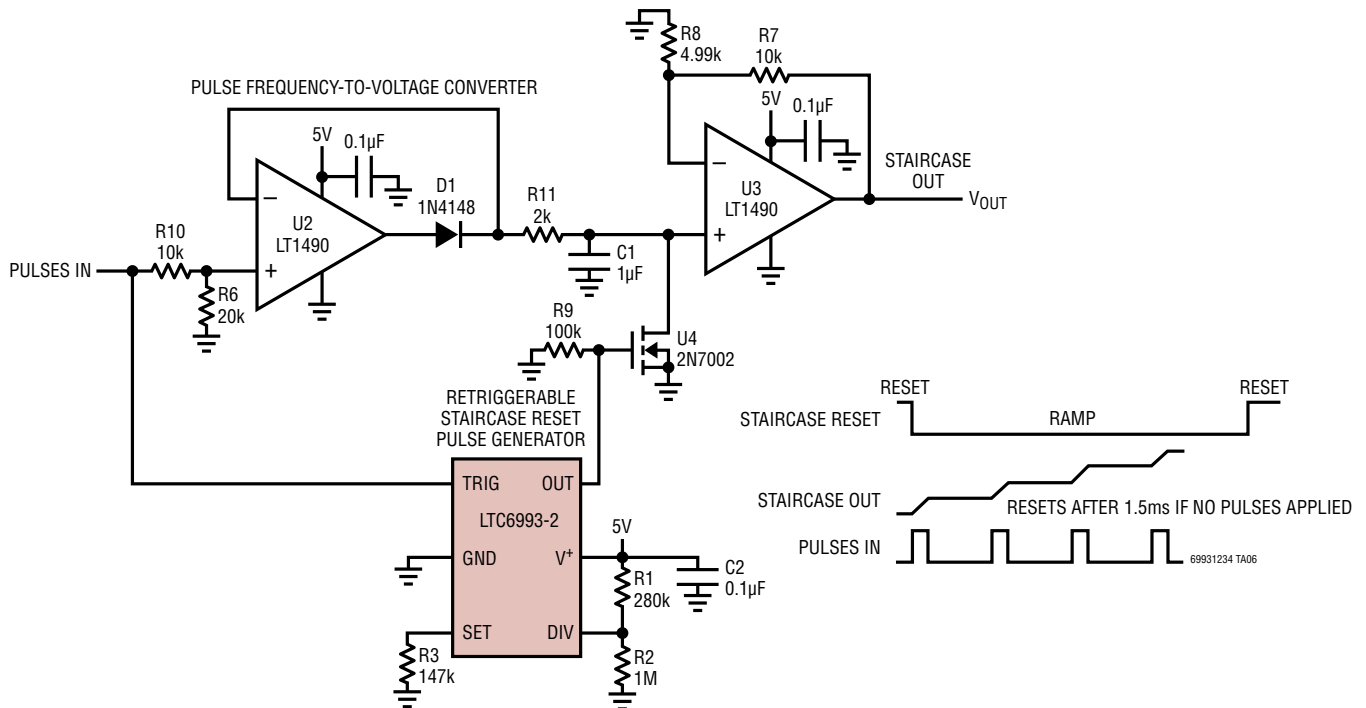 R8
4.99k
R7
10k
PULSE FREQUENCY-TO-VOLTAGE CONVERTER
5V
0.1µF
5V
0.1µF
–
U2
LT1490
+
D1
1N4148
R11
2k
–
U3
LT1490
+
STAIRCASE
OUT
VOUT
R10
10k
PULSES IN
R6
20k
C1
1µF
R9
100k
U4
2N7002
RETRIGGERABLE
STAIRCASE RESET
PULSE GENERATOR
TRIG
OUT
LTC6993-2
GND
V+
SET
DIV
5V
R1
280k
C2
0.1µF
R3
147k
R2
1M
RESET
RESET
STAIRCASE RESET
RAMP
STAIRCASE OUT
RESETS AFTER 1.5ms IF NO PULSES APPLIED
PULSES IN
69931234 TA06